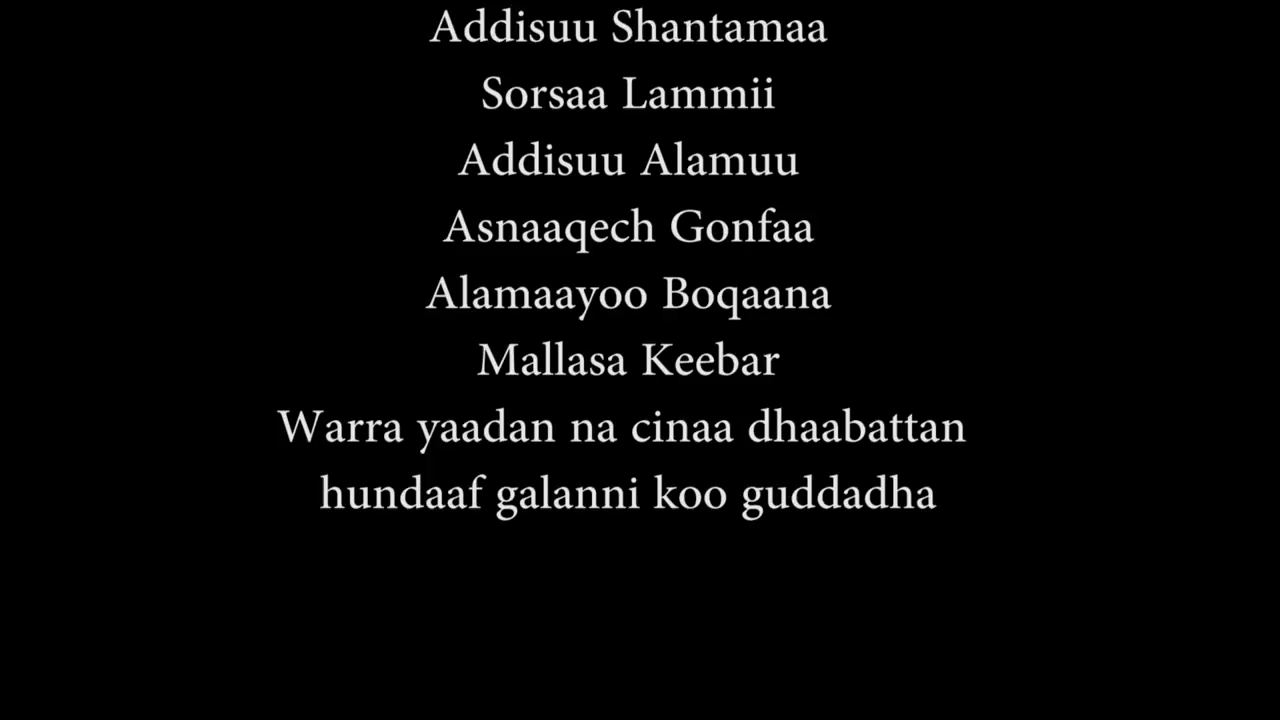 Addisuu Shantamaa
Sorsaa Lammii
Addisuu Alamuu
Asnaaqech Gonfaa
Alamaayoo Boqaana
Mallasa Keebar
Warra yaadan na cinaa dhaabattan
hundaaf galanni koo guddadha